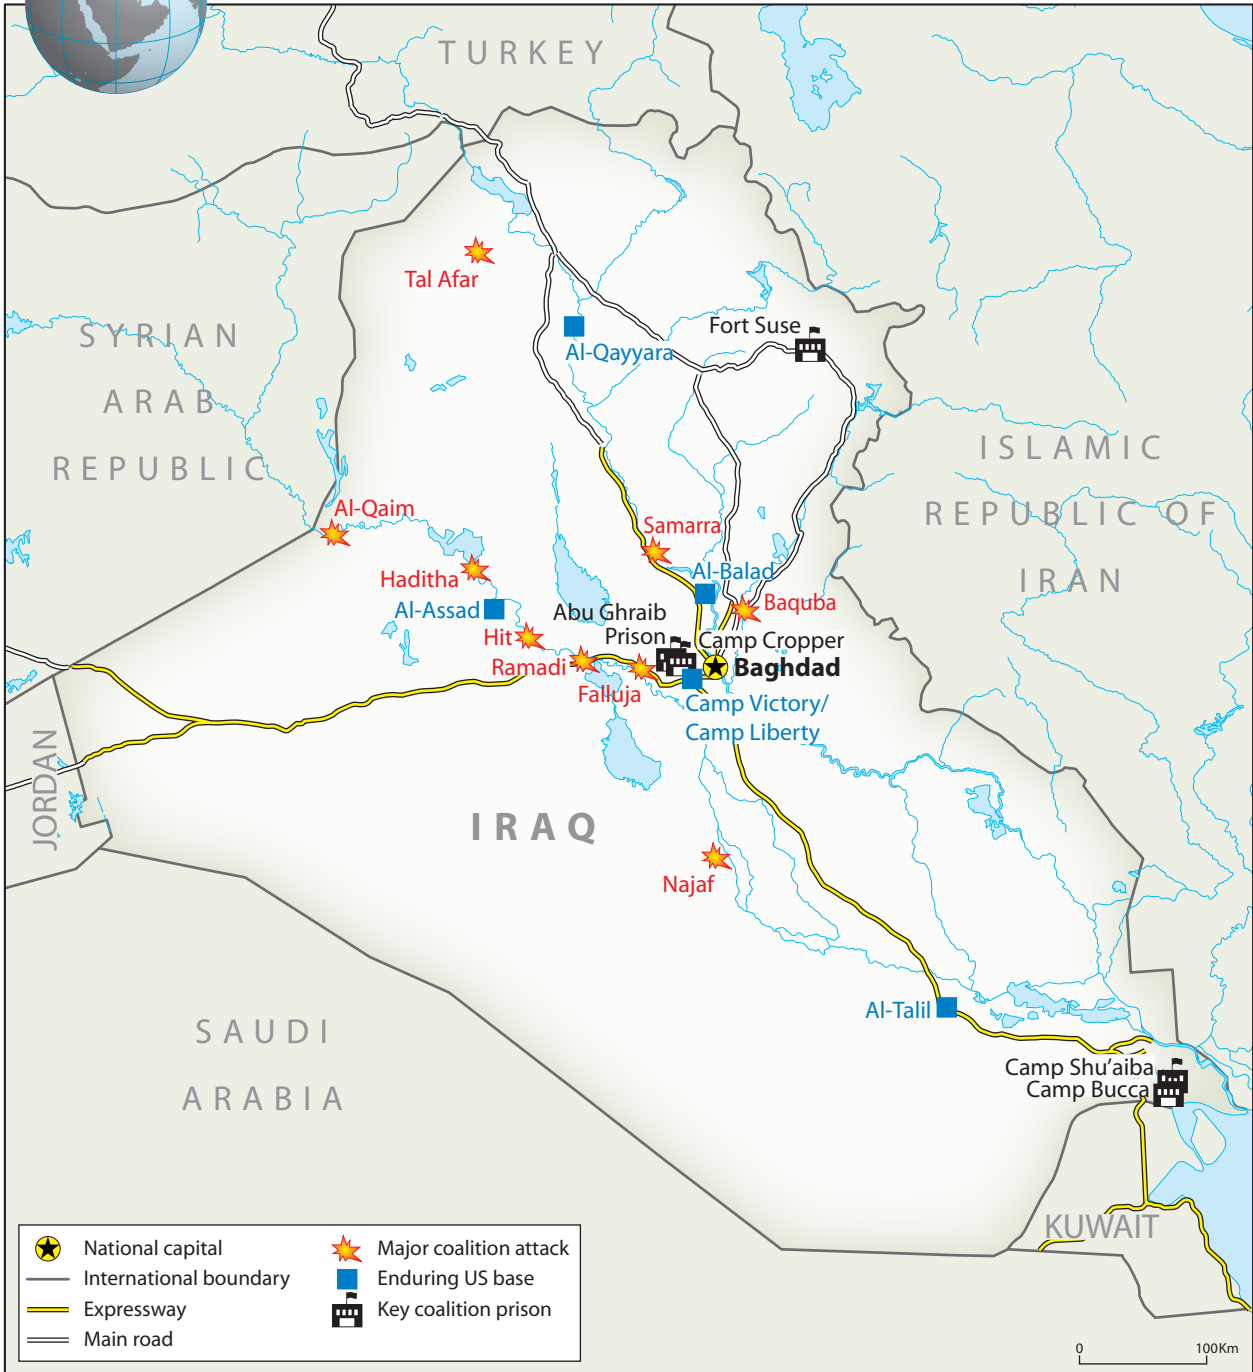 TURKEY
Tal Afar
SYRIAN
ARAB
REPUBLIC
Fort Suse
Al-Qayyara
ISLAMIC
REPUBLIC OF
IRAN
Al-Qaim
Samarra
Haditha
Al-Balad
Al-Assad
Baquba
Abu Ghraib
Prison
Hit
Camp Cropper
Ramadi
Baghdad
Falluja
Camp Victory/
Camp Liberty
JORDAN
IRAQ
Najaf
Al-Talil
SAUDI
ARABIA
Camp Shu'aiba
Camp Bucca
KUWAIT
National capital
International boundary
Expressway
Main road
Major coalition attack
Enduring US base
Key coalition prison
0 100Km